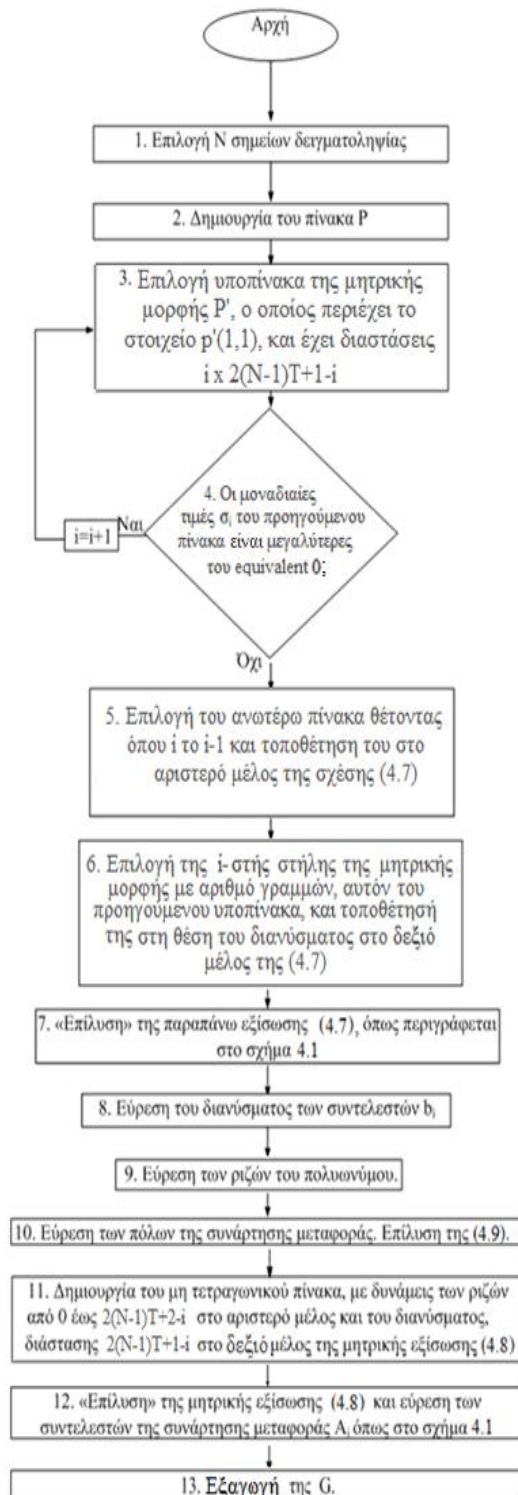 Αρχή
1. Επιλογή N σημείων δειγματοληψίας
2. Δημιουργία του πίνακα P
3. Επιλογή υποπίνακα της μητρικής
μορφής P', ο οποίος περιέχει το
στοιχείο p'(1,1), και έχει διαστάσεις
i x 2(N-1)T+1-i
4. Οι μοναδιαίες
τιμές σᵢ του προηγούμενου
πίνακα είναι μεγαλύτερες
του equivalent 0;
Ναι
i=i+1
Όχι
5. Επιλογή του ανωτέρω πίνακα θέτοντας
όπου i το i-1 και τοποθέτηση του στο
αριστερό μέλος της σχέσης (4.7)
6. Επιλογή της i-στής στήλης της μητρικής
μορφής με αριθμό γραμμών, αυτόν του
προηγούμενου υποπίνακα, και τοποθέτησή
της στη θέση του διανύσματος στο δεξιό
μέλος της (4.7)
7. «Επίλυση» της παραπάνω εξίσωσης (4.7), όπως περιγράφεται
στο σχήμα 4.1
8. Εύρεση του διανύσματος των συντελεστών bᵢ
9. Εύρεση των ριζών του πολυωνύμου.
10. Εύρεση των πόλων της συνάρτησης μεταφοράς. Επίλυση της (4.9).
11. Δημιουργία του μη τετραγωνικού πίνακα, με δυνάμεις των ριζών
από 0 έως 2(N-1)T+2-i στο αριστερό μέλος και του διανύσματος,
διάστασης 2(N-1)T+1-i στο δεξιό μέλος της μητρικής εξίσωσης (4.8)
12. «Επίλυση» της μητρικής εξίσωσης (4.8) και εύρεση των
συντελεστών της συνάρτησης μεταφοράς Aᵢ όπως στο σχήμα 4.1
13. Εξαγωγή της G.